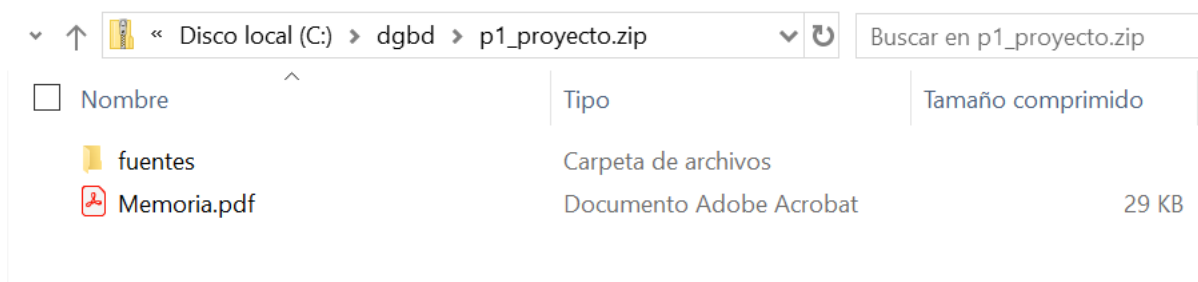 « Disco local (C:) > dgbd > p1_proyecto.zip Buscar en p1_proyecto.zip
Nombre Tipo Tamaño comprimido
fuentes Carpeta de archivos
Memoria.pdf Documento Adobe Acrobat 29 KB